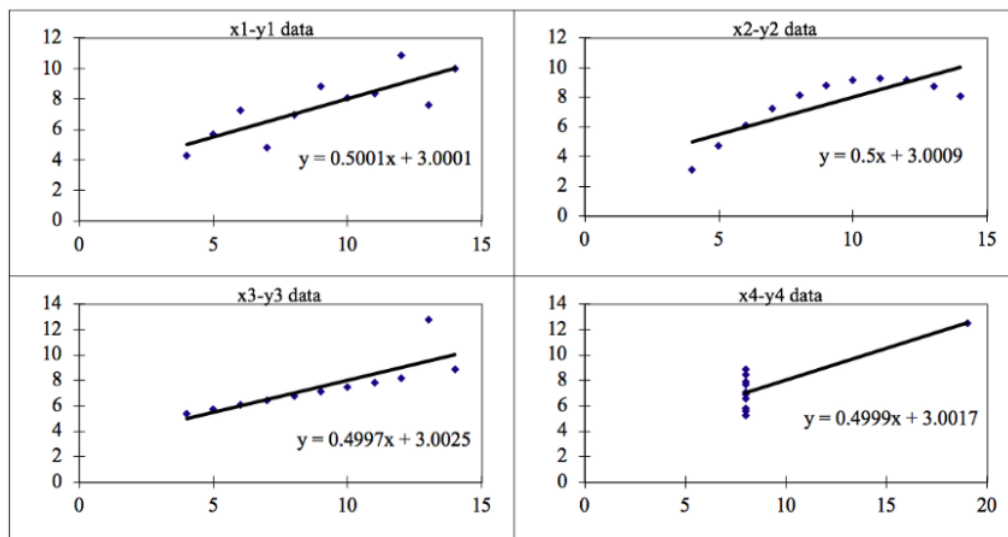 x1-y1 data
12
10
8
6
4
2
0
y = 0.5001x + 3.0001
0 5 10 15
x2-y2 data
12
10
8
6
4
2
0
y = 0.5x + 3.0009
0 5 10 15
x3-y3 data
14
12
10
8
6
4
2
0
y = 0.4997x + 3.0025
0 5 10 15
x4-y4 data
14
12
10
8
6
4
2
0
y = 0.4999x + 3.0017
0 5 10 15 20